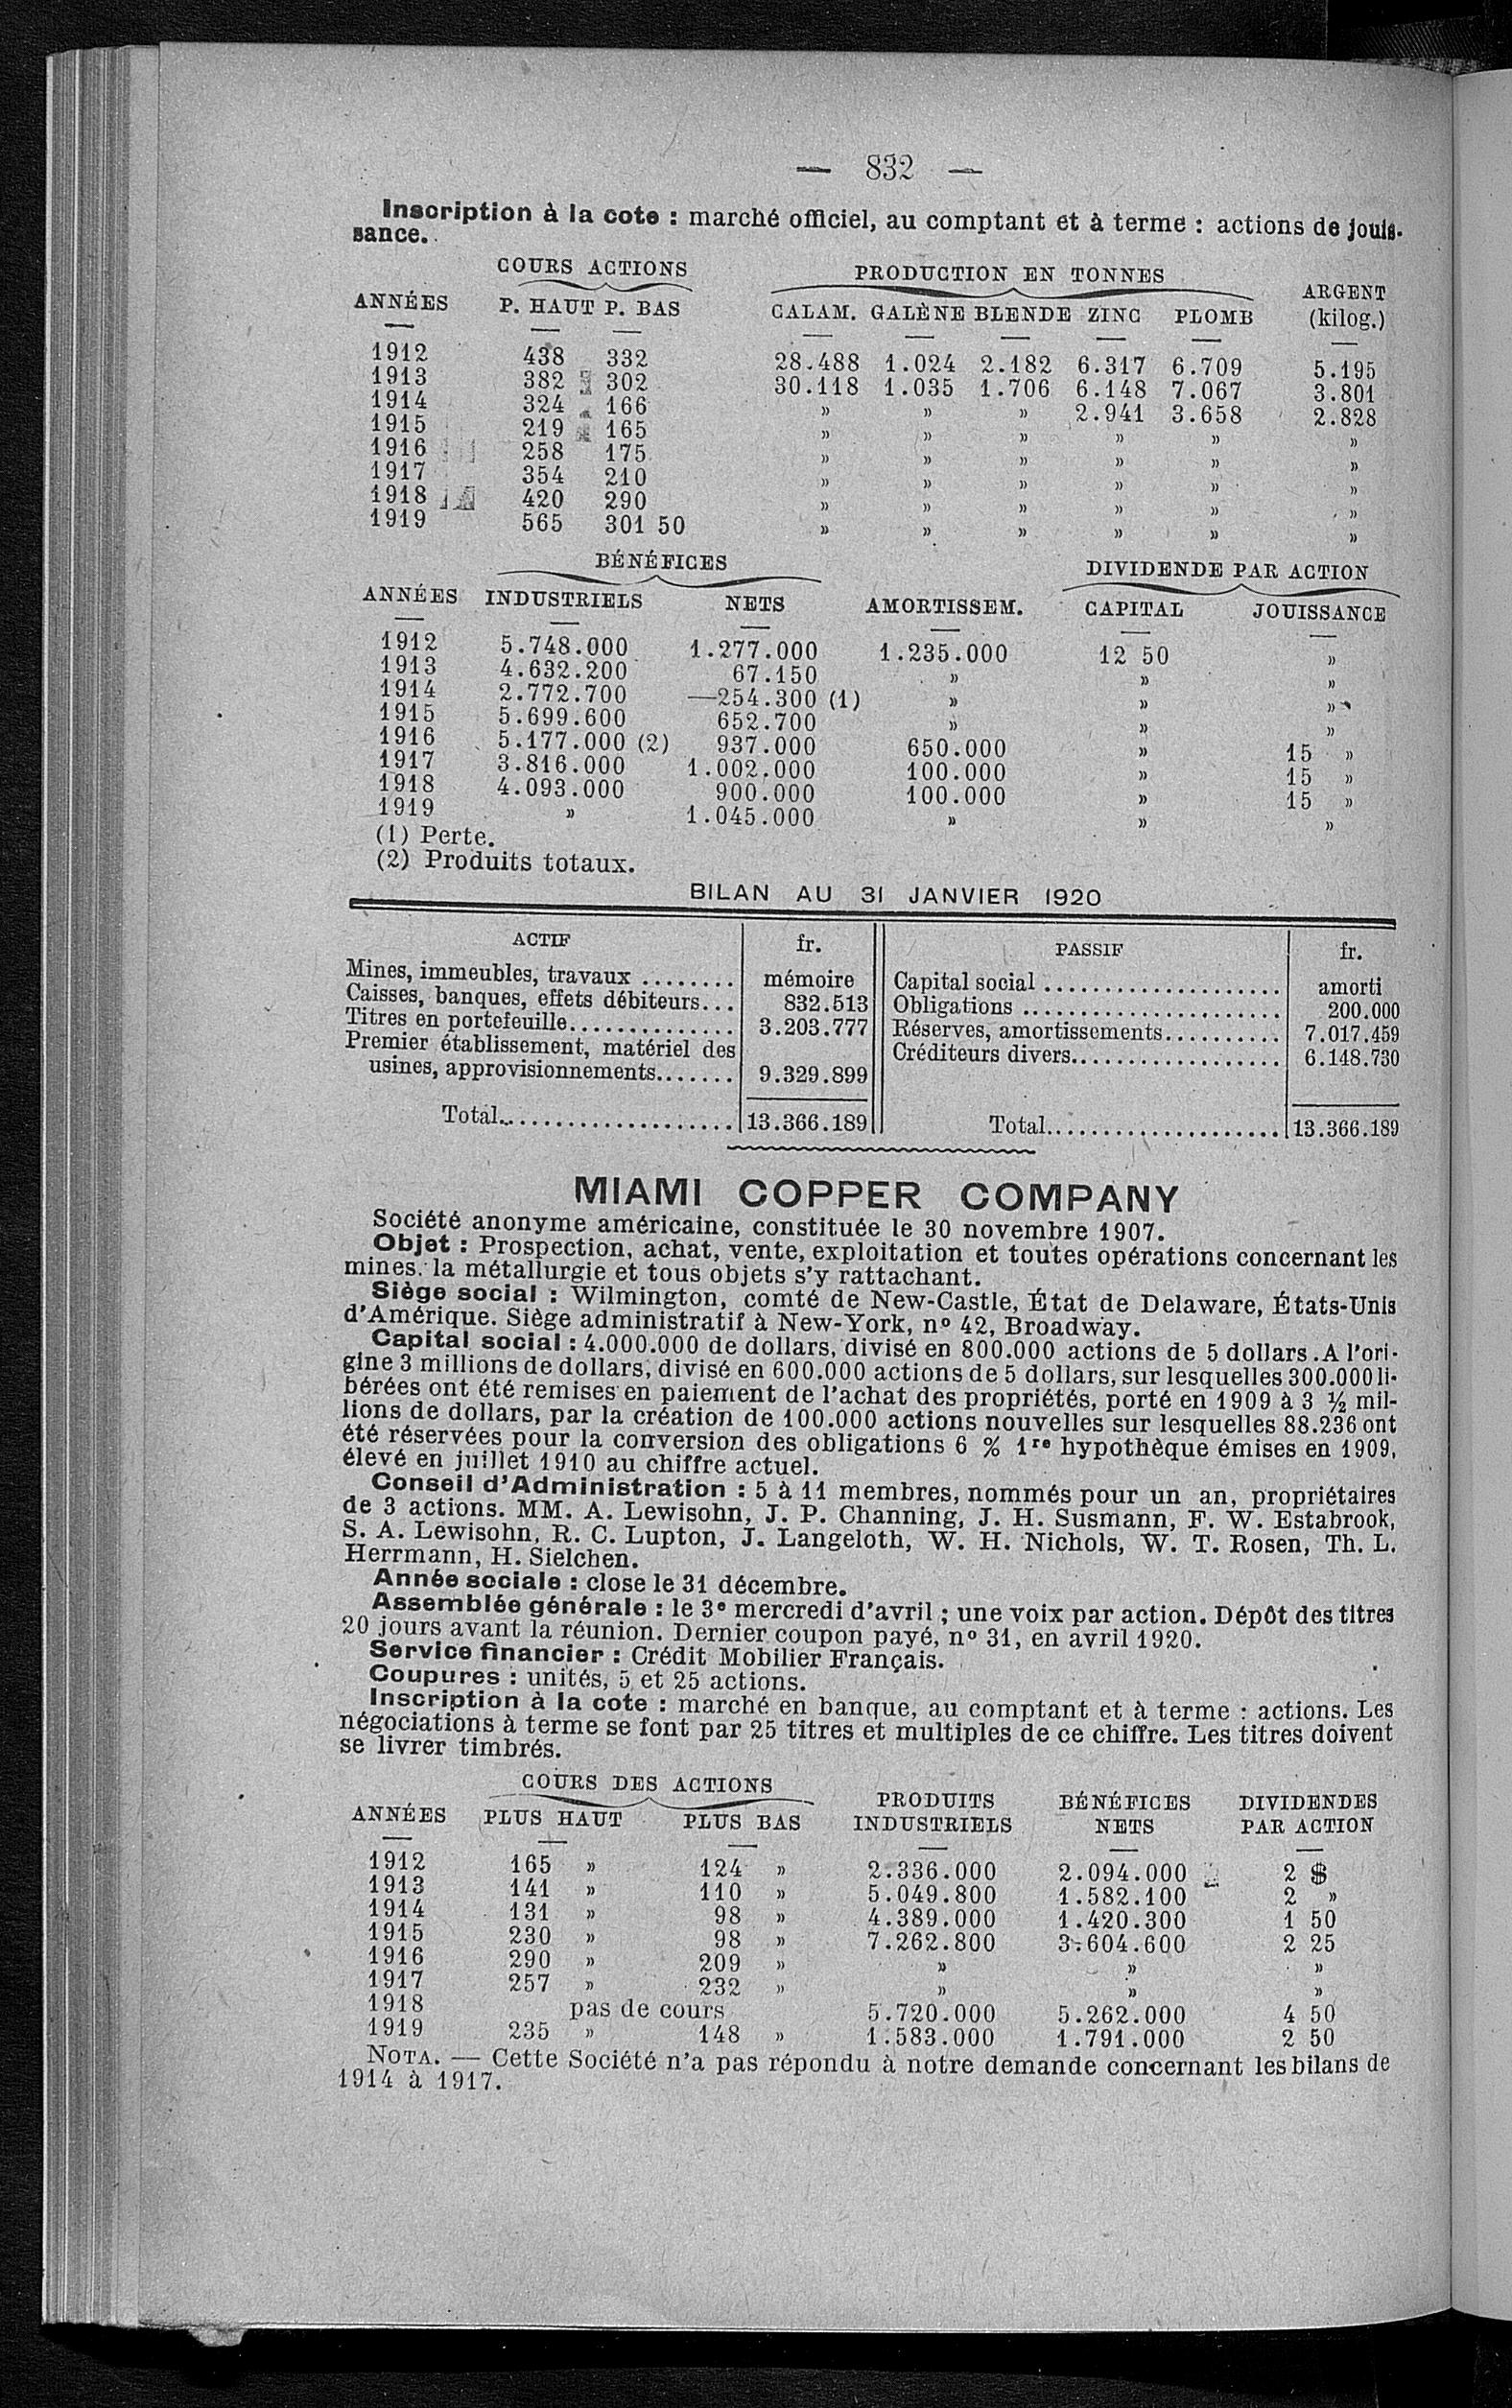 — 832 —
Inscription à la cote : marché officiel, au comptant et à terme : actions de jouis-
sance.
COURS ACTIONS PRODUCTION EN TONNES
ANNÉES P. HAUT P. BAS CALAM. GALÈNE BLENDE ZINC PLOMB ARGENT (kilog.)
1912 438 332 28.488 1.024 2.182 6.317 6.709 5.195
1913 382 302 30.118 1.035 1.706 6.148 7.067 3.801
1914 324 166 » » » 2.941 3.658 2.828
1915 219 165 » » » » » »
1916 258 175 » » » » » »
1917 354 210 » » » » » »
1918 420 290 » » » » » »
1919 565 301 50 » » » » » »
BÉNÉFICES DIVIDENDE PAR ACTION
ANNÉES INDUSTRIELS NETS AMORTISSEM. CAPITAL JOUISSANCE
1912 5.748.000 1.277.000 1.235.000 12 50 »
1913 4.632.200 67.150 » » »
1914 2.772.700 —254.300 (1) » » »
1915 5.699.600 652.700 » » »
1916 5.177.000 (2) 937.000 650.000 » 15 »
1917 3.816.000 1.002.000 100.000 » 15 »
1918 4.093.000 900.000 100.000 » 15 »
1919 » 1.045.000 » » »
(1) Perte.
(2) Produits totaux.
BILAN AU 31 JANVIER 1920
ACTIF fr. PASSIF fr.
Mines, immeubles, travaux ........ mémoire Capital social .................... amorti
Caisses, banques, effets débiteurs... 832.513 Obligations ...................... 200.000
Titres en portefeuille.............. 3.203.777 Réserves, amortissements.......... 7.017.459
Premier établissement, matériel des Créditeurs divers.................. 6.148.730
usines, approvisionnements....... 9.329.899
Total.................... 13.366.189 Total.................... 13.366.189
MIAMI COPPER COMPANY
Société anonyme américaine, constituée le 30 novembre 1907.
Objet : Prospection, achat, vente, exploitation et toutes opérations concernant les
mines. la métallurgie et tous objets s'y rattachant.
Siège social : Wilmington, comté de New-Castle, État de Delaware, États-Unis
d'Amérique. Siège administratif à New-York, nº 42, Broadway.
Capital social : 4.000.000 de dollars, divisé en 800.000 actions de 5 dollars. A l'ori-
gine 3 millions de dollars, divisé en 600.000 actions de 5 dollars, sur lesquelles 300.000 li-
bérées ont été remises en paiement de l'achat des propriétés, porté en 1909 à 3 ½ mil-
lions de dollars, par la création de 100.000 actions nouvelles sur lesquelles 88.236 ont
été réservées pour la conversion des obligations 6 % 1re hypothèque émises en 1909,
élevé en juillet 1910 au chiffre actuel.
Conseil d'Administration : 5 à 11 membres, nommés pour un an, propriétaires
de 3 actions. MM. A. Lewisohn, J. P. Channing, J. H. Susmann, F. W. Estabrook,
S. A. Lewisohn, R. C. Lupton, J. Langeloth, W. H. Nichols, W. T. Rosen, Th. L.
Herrmann, H. Sielchen.
Année sociale : close le 31 décembre.
Assemblée générale : le 3e mercredi d'avril ; une voix par action. Dépôt des titres
20 jours avant la réunion. Dernier coupon payé, nº 31, en avril 1920.
Service financier : Crédit Mobilier Français.
Coupures : unités, 5 et 25 actions.
Inscription à la cote : marché en banque, au comptant et à terme : actions. Les
négociations à terme se font par 25 titres et multiples de ce chiffre. Les titres doivent
se livrer timbrés.
COURS DES ACTIONS
ANNÉES PLUS HAUT PLUS BAS PRODUITS INDUSTRIELS BÉNÉFICES NETS DIVIDENDES PAR ACTION
1912 165 » 124 » 2.336.000 2.094.000 2 $
1913 141 » 110 » 5.049.800 1.582.100 2 »
1914 131 » 98 » 4.389.000 1.420.300 1 50
1915 230 » 98 » 7.262.800 3.604.600 2 25
1916 290 » 209 » » » »
1917 257 » 232 » » » »
1918 pas de cours 5.720.000 5.262.000 4 50
1919 235 » 148 » 1.583.000 1.791.000 2 50
NOTA. — Cette Société n'a pas répondu à notre demande concernant les bilans de
1914 à 1917.